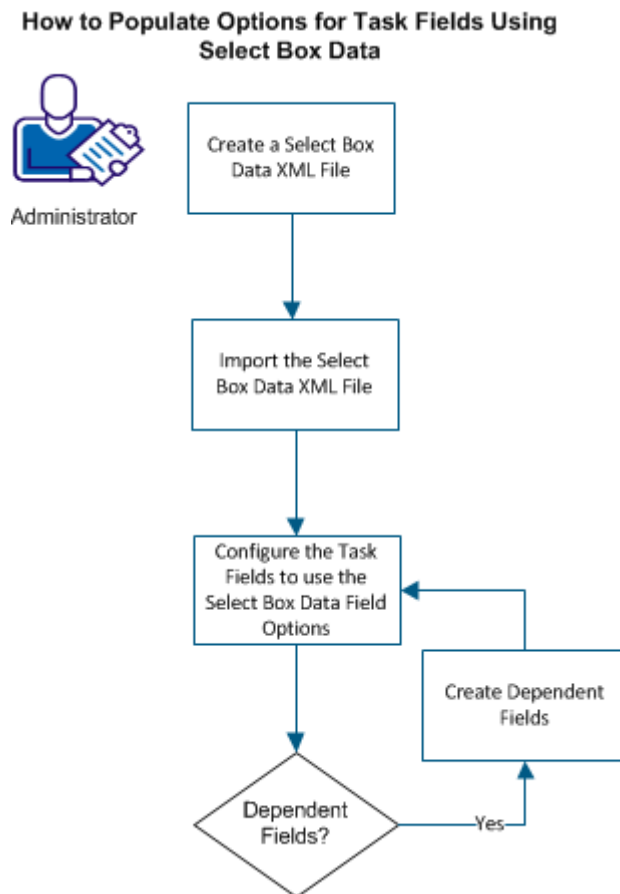 How to Populate Options for Task Fields Using
Select Box Data
Administrator
Create a Select Box
Data XML File
Import the Select
Box Data XML File
Configure the Task
Fields to use the
Select Box Data Field
Options
Create Dependent
Fields
Dependent
Fields?
Yes